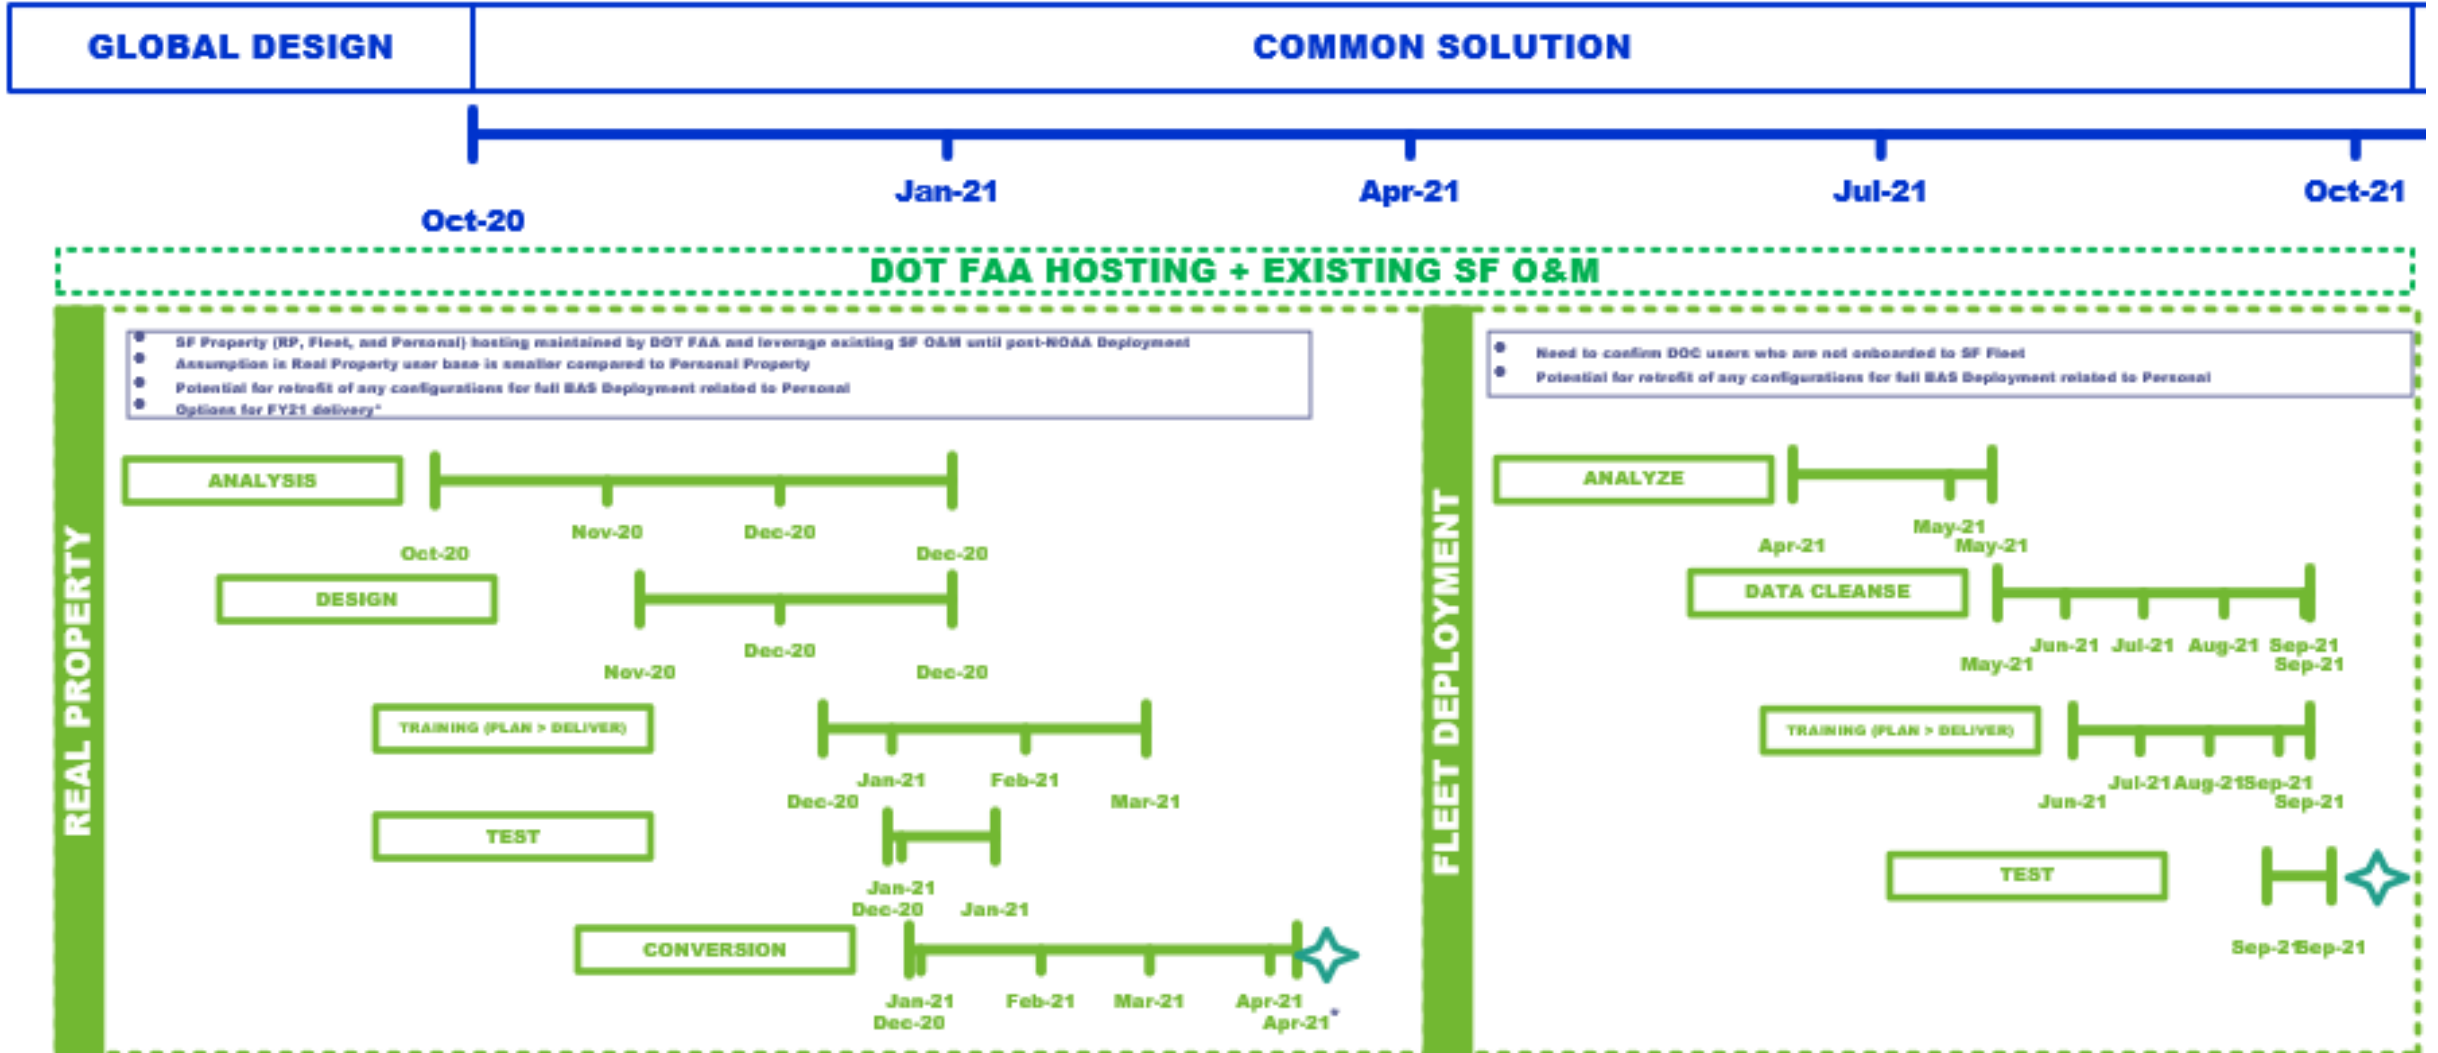 GLOBAL DESIGN
COMMON SOLUTION
Oct-20
Jan-21
Apr-21
Jul-21
Oct-21
DOT FAA HOSTING + EXISTING SF O&M
REAL PROPERTY
SF Property (RP, Fleet, and Personal) hosting maintained by DOT FAA and leverage existing SF O&M until post-NOAA Deployment
Assumption in Real Property user base is smaller compared to Personal Property
Potential for retrofit of any configurations for full BAS Deployment related to Personal
Options for FY21 delivery*
ANALYSIS
Oct-20
Nov-20
Dec-20
Dec-20
DESIGN
Nov-20
Dec-20
Dec-20
TRAINING (PLAN > DELIVER)
Dec-20
Jan-21
Feb-21
Mar-21
TEST
Jan-21
Dec-20
Jan-21
CONVERSION
Jan-21
Dec-20
Feb-21
Mar-21
Apr-21
Apr-21*
FLEET DEPLOYMENT
Need to confirm DOC users who are not onboarded to SF Fleet
Potential for retrofit of any configurations for full BAS Deployment related to Personal
ANALYZE
Apr-21
May-21
May-21
DATA CLEANSE
May-21
Jun-21
Jul-21
Aug-21
Sep-21
Sep-21
TRAINING (PLAN > DELIVER)
Jun-21
Jul-21
Aug-21
Sep-21
Sep-21
TEST
Sep-21
Sep-21